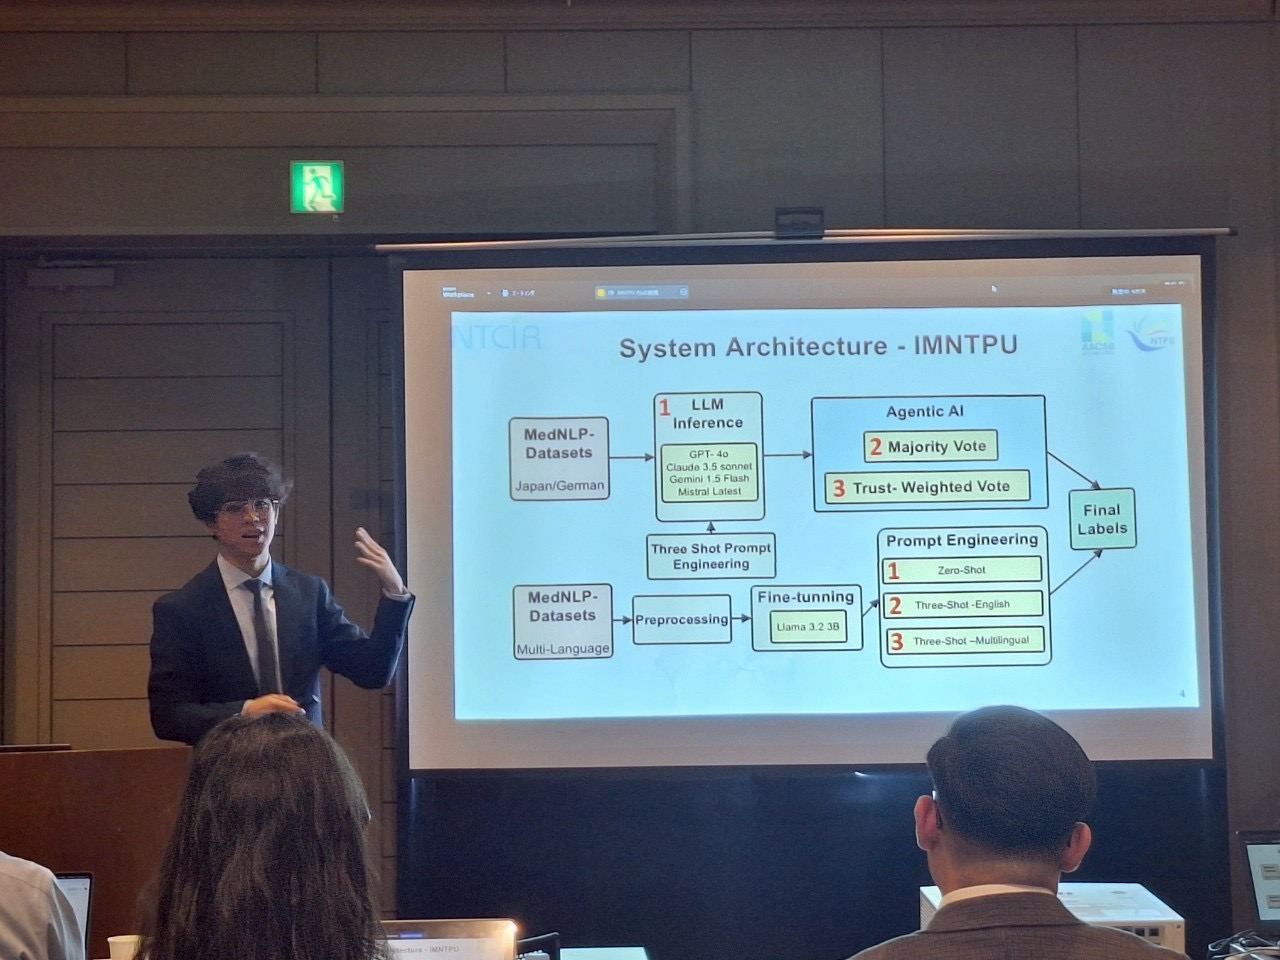 Workplace
NTCIR
System Architecture - IMNTPU
NTPU
MedNLP-
Datasets
Japan/German
1 LLM
Inference
GPT- 4o
Claude 3.5 sonnet
Gemini 1.5 Flash
Mistral Latest
Three Shot Prompt
Engineering
Agentic AI
2 Majority Vote
3 Trust- Weighted Vote
Final
Labels
MedNLP-
Datasets
Multi-Language
Preprocessing
Fine-tunning
Llama 3.2 3B
Prompt Engineering
1 Zero-Shot
2 Three-Shot -English
3 Three-Shot –Multilingual
4
- IMNTPU